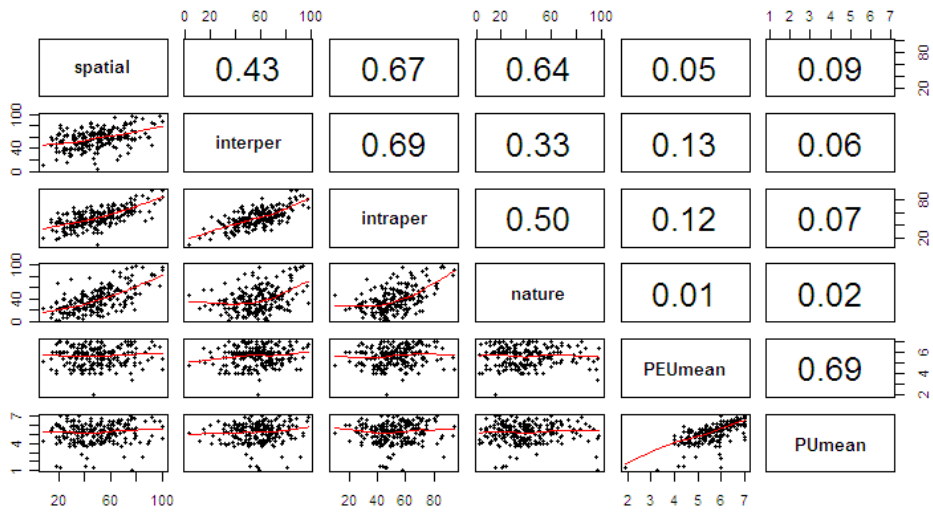 0 20 60 100 0 20 60 100 1 2 3 4 5 6 7
spatial 0.43 0.67 0.64 0.05 0.09 20 80
0 40 100 interper 0.69 0.33 0.13 0.06
intraper 0.50 0.12 0.07 20 80
0 40 100 nature 0.01 0.02
PEUmean 0.69 2 4 6
1 4 7 PUmean
20 60 100 20 40 60 80 2 3 4 5 6 7